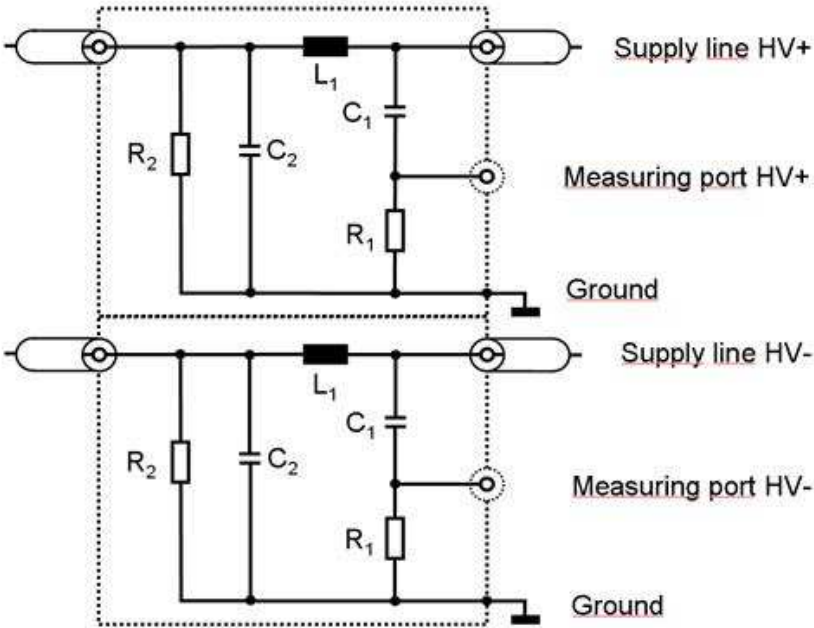 Supply line HV+
L₁
C₁
R₂
C₂
Measuring port HV+
R₁
Ground
Supply line HV-
L₁
C₁
R₂
C₂
Measuring port HV-
R₁
Ground